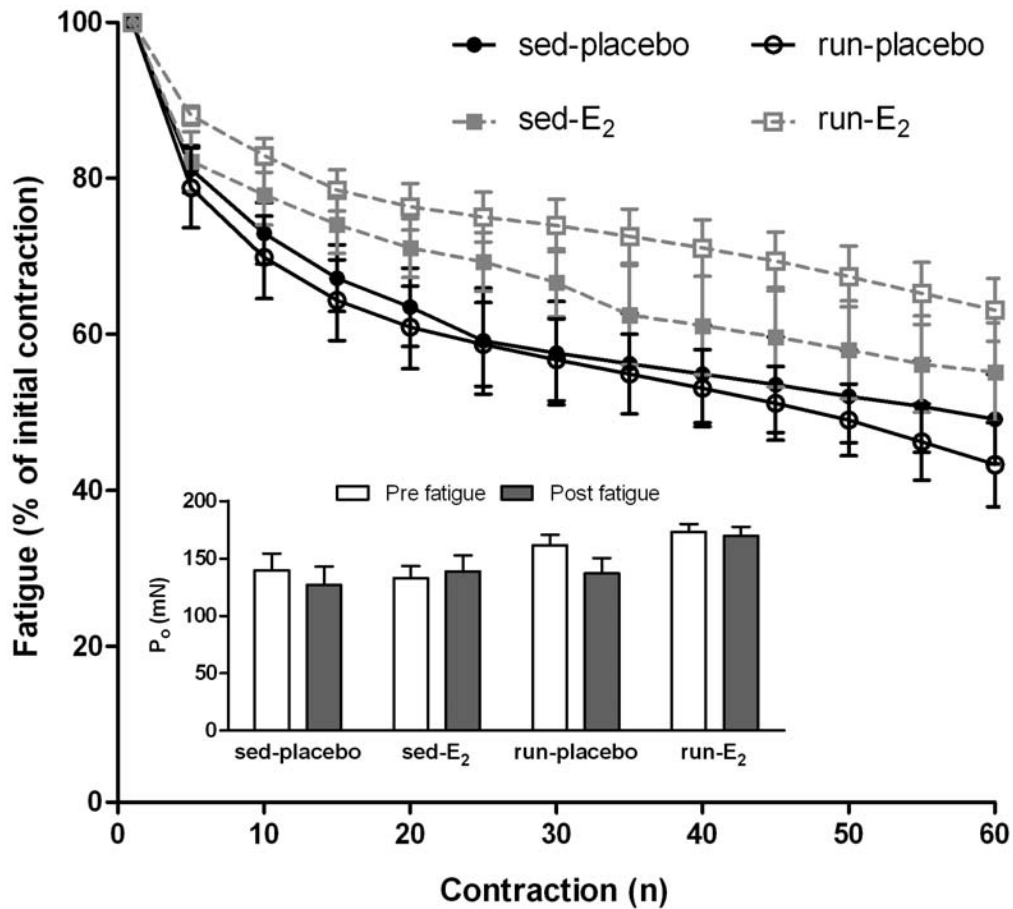 100
80
60
40
20
0
Fatigue (% of initial contraction)
sed-placebo
run-placebo
sed-E₂
run-E₂
Pre fatigue
Post fatigue
200
150
100
50
0
Pₒ (mN)
sed-placebo
sed-E₂
run-placebo
run-E₂
0
10
20
30
40
50
60
Contraction (n)